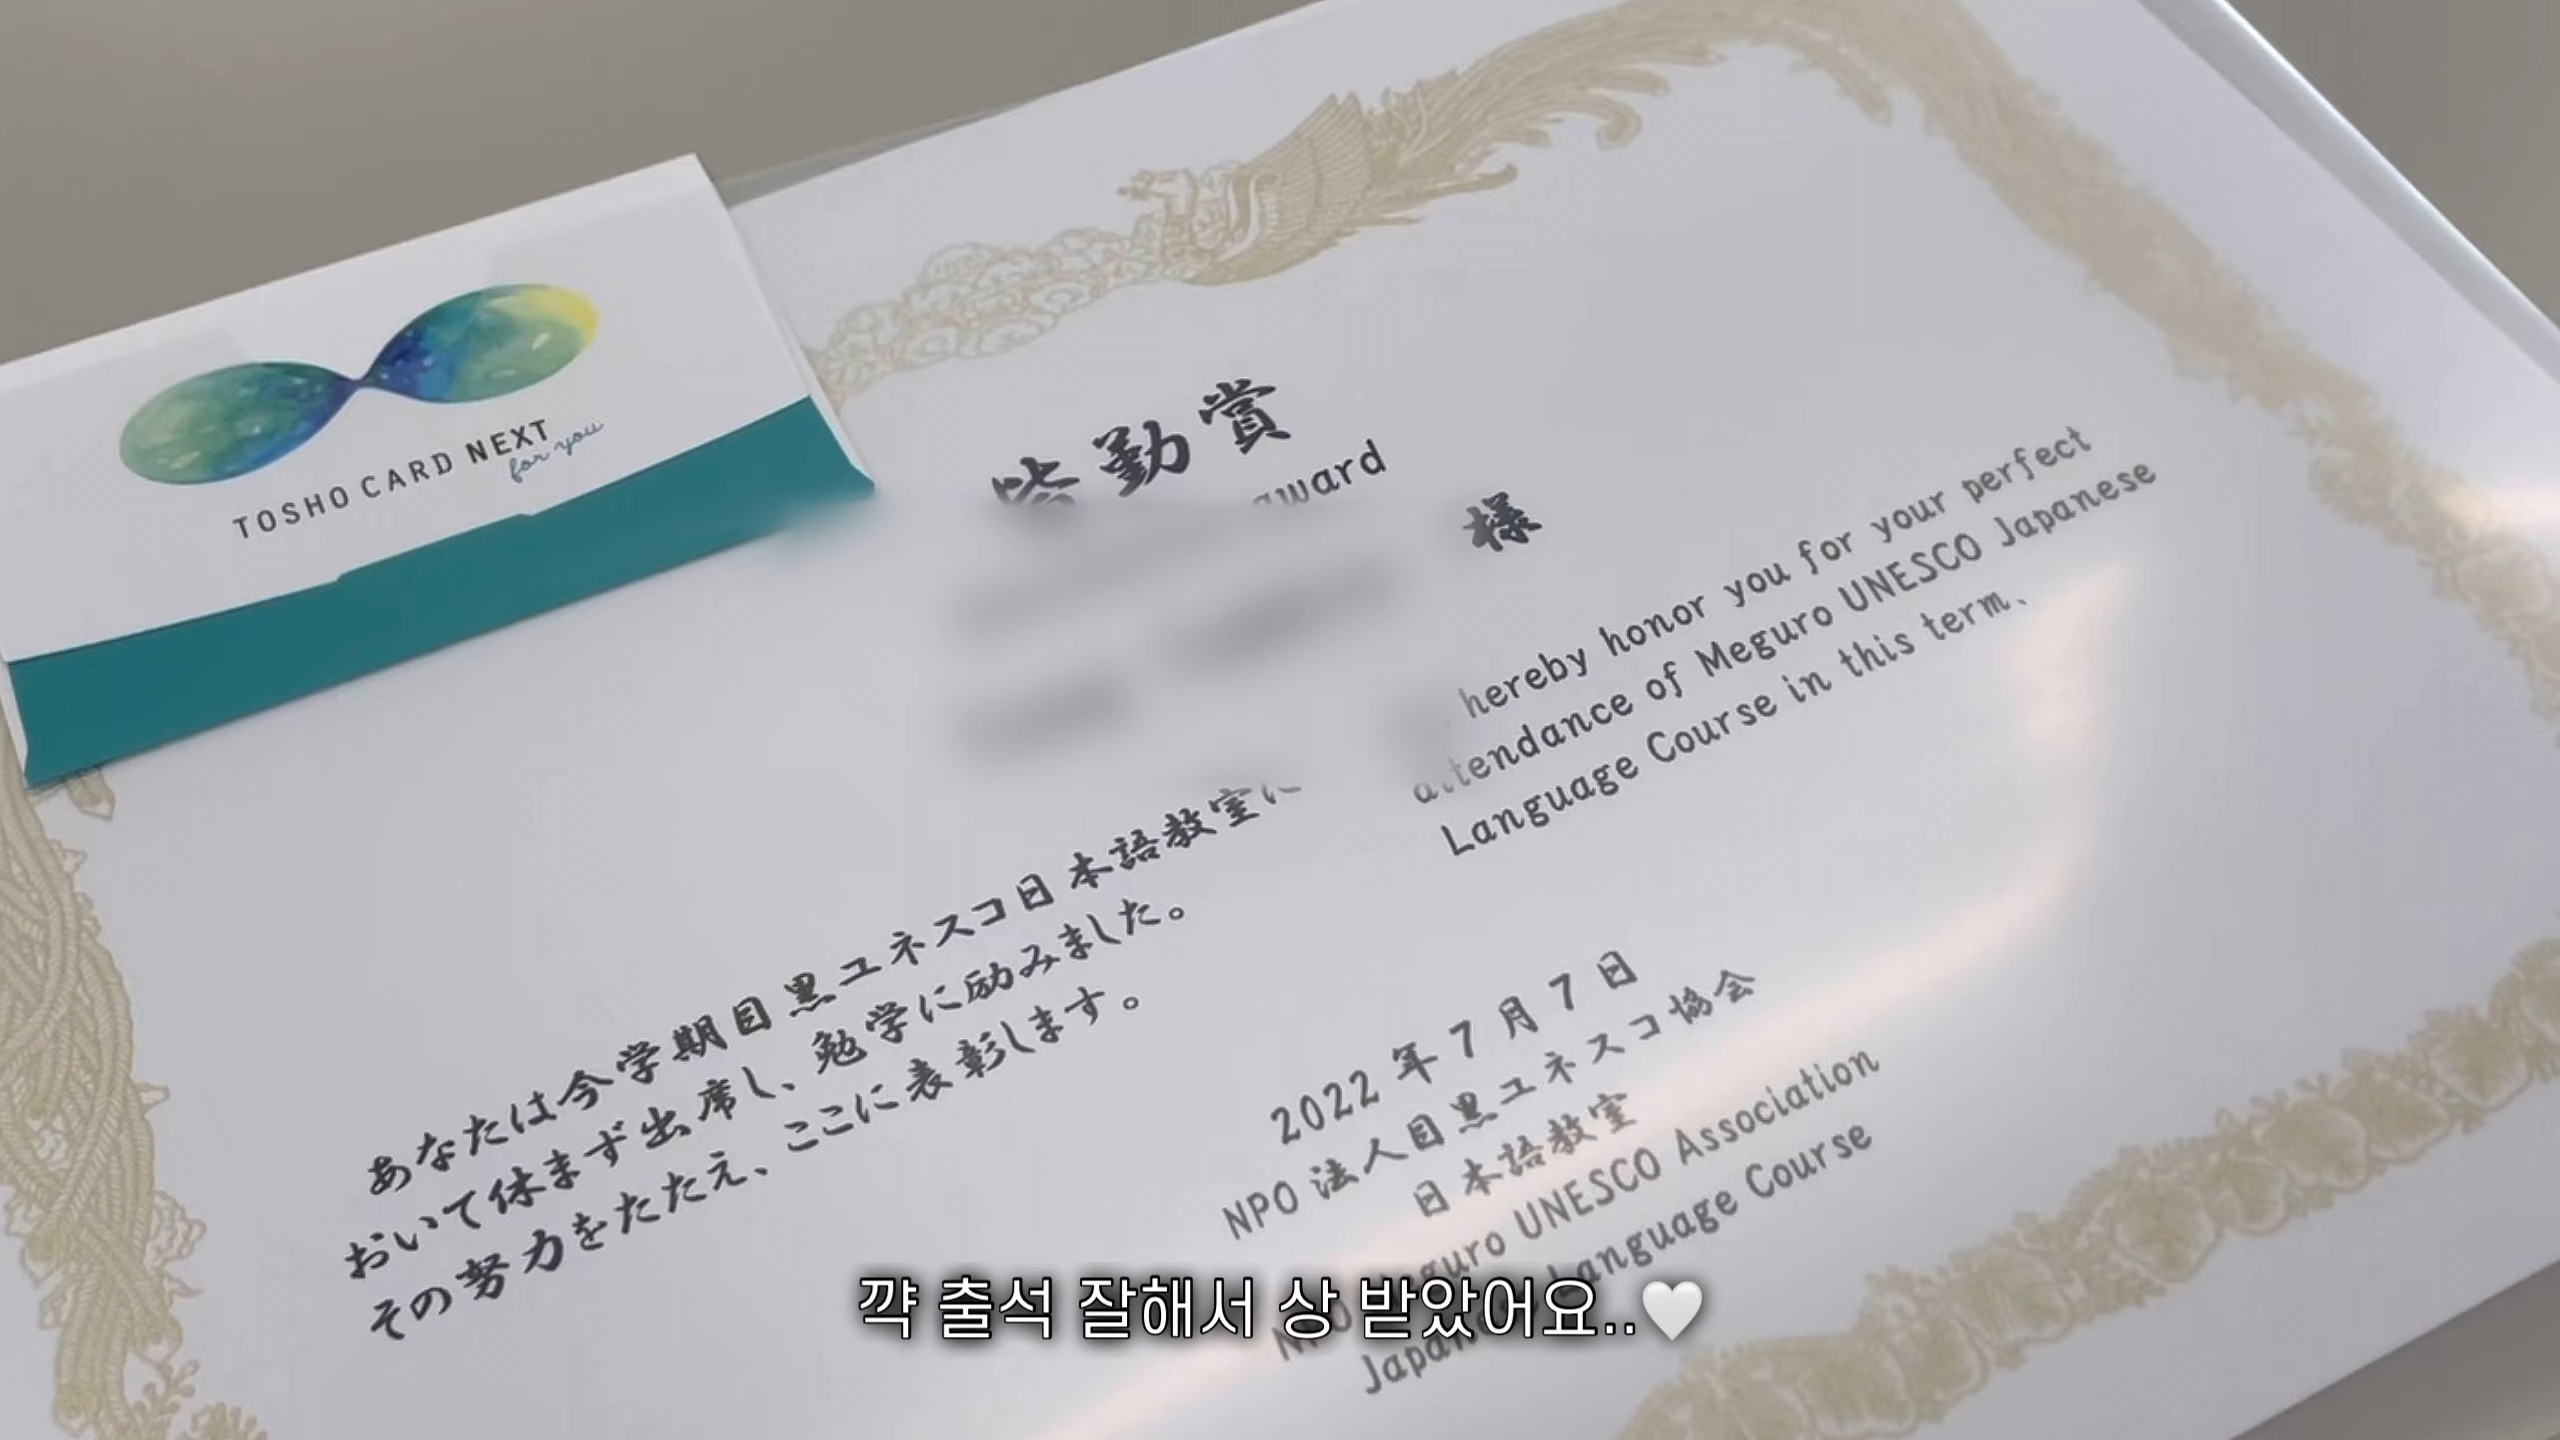 TOSHO CARD NEXT
for you
皆勤賞
award
様
hereby honor you for your perfect
attendance of Meguro UNESCO Japanese
Language Course in this term.
あなたは今学期目黒ユネスコ日本語教室に
おいて休まず出席し、勉学に励みました。
その努力をたたえ、ここに表彰します。
2022年7月7日
NPO法人目黒ユネスコ協会
日本語教室
NPO Meguro UNESCO Association
Japanese Language Course
꺅 출석 잘해서 상 받았어요..🤍